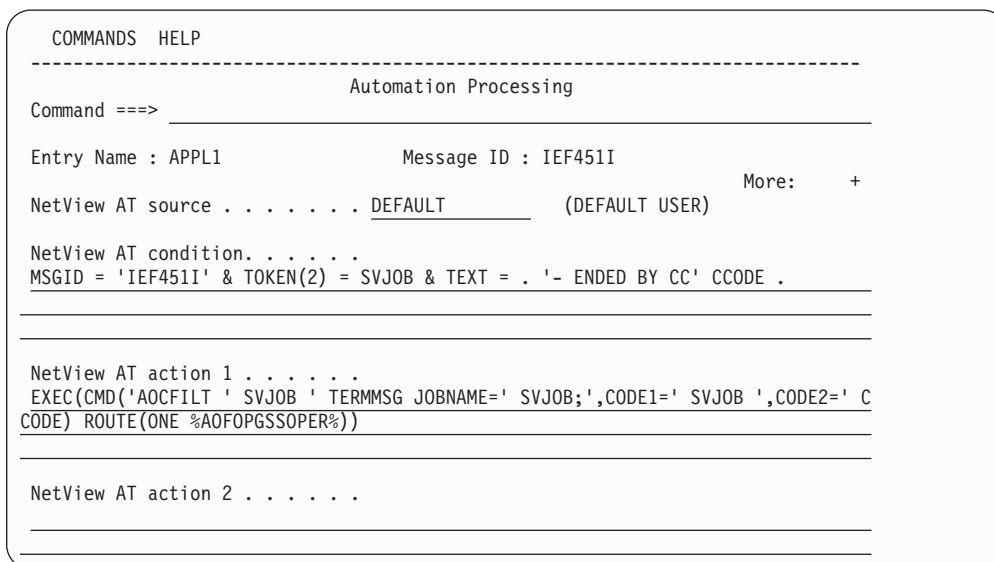 COMMANDS HELP
-------------------------------------------------------------------------------
Automation Processing
Command ===>
Entry Name : APPL1 Message ID : IEF451I
More: +
NetView AT source . . . . . . . DEFAULT (DEFAULT USER)
NetView AT condition. . . . . .
MSGID = 'IEF451I' & TOKEN(2) = SVJOB & TEXT = . '- ENDED BY CC' CCODE .
NetView AT action 1 . . . . . .
EXEC(CMD('AOCFILT ' SVJOB ' TERMMSG JOBNAME=' SVJOB;',CODE1=' SVJOB ',CODE2=' C
CODE) ROUTE(ONE %AOFOPGSSOPER%))
NetView AT action 2 . . . . . .